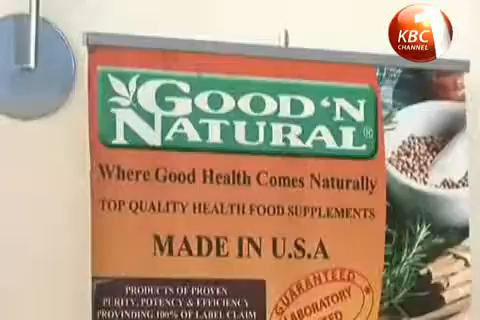 KBC
CHANNEL
1
GOOD 'N
NATURAL®
Where Good Health Comes Naturally
TOP QUALITY HEALTH FOOD SUPPLEMENTS
MADE IN U.S.A
PRODUCTS OF PROVEN
PURITY, POTENCY & EFFICIENCY
PROVINDING 100% OF LABEL CLAIM
GUARANTEED
LABORATORY